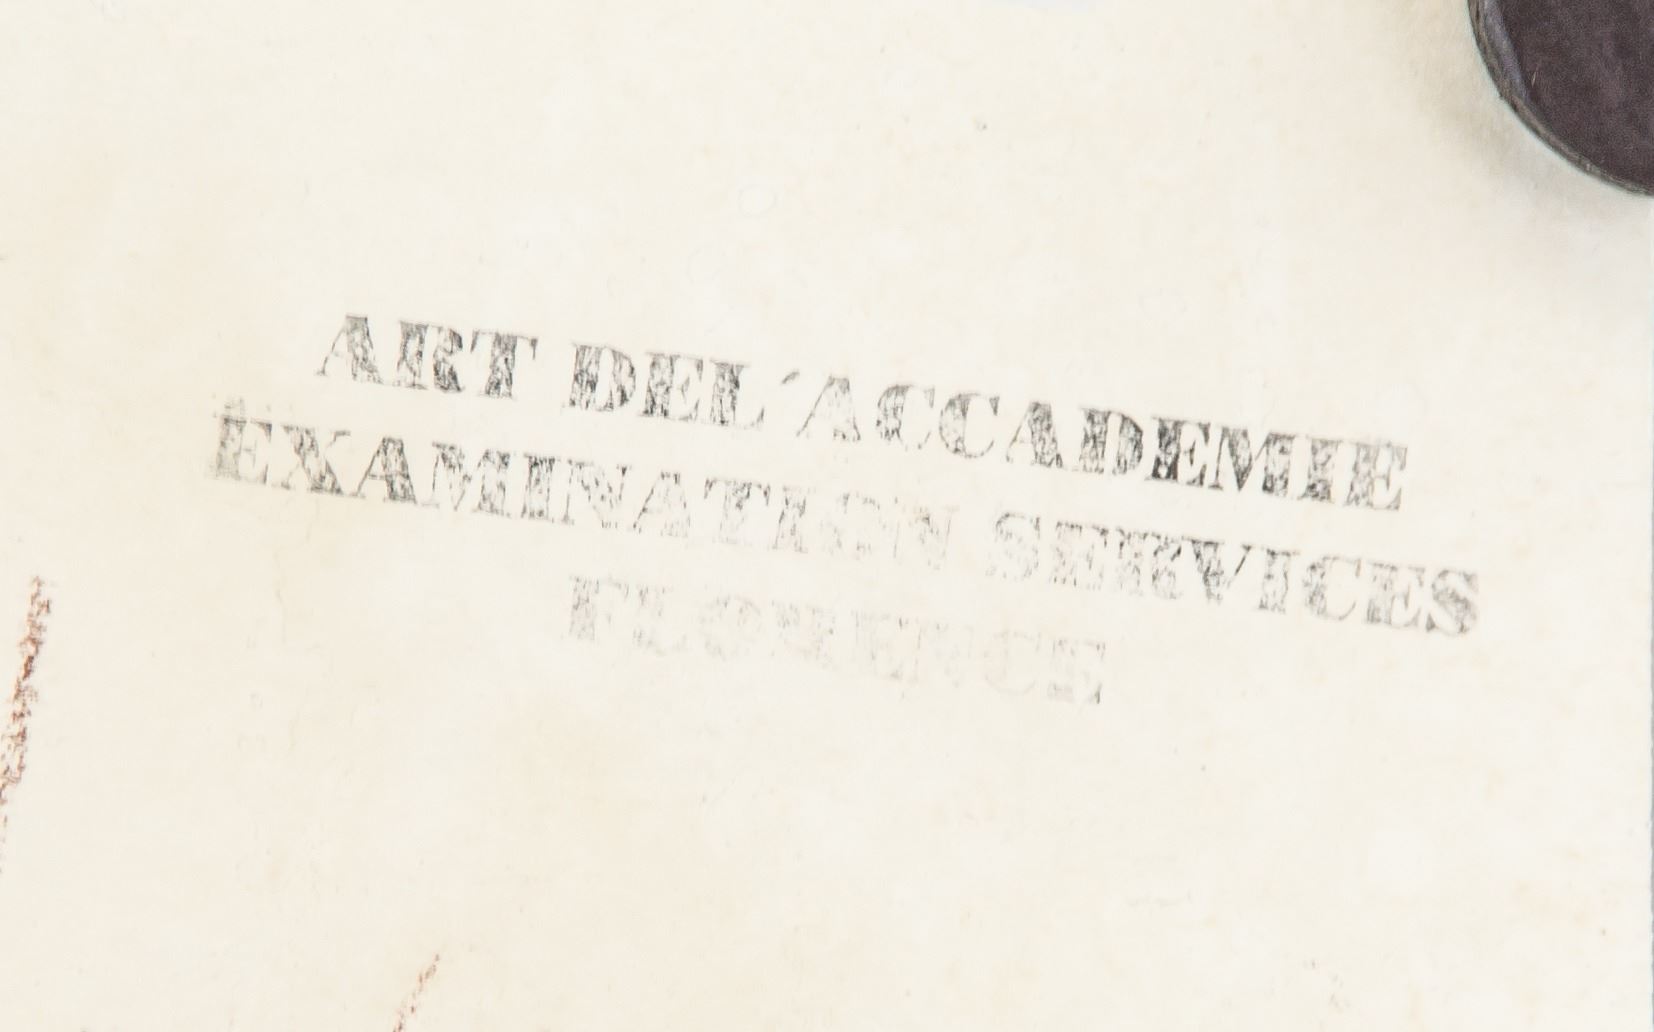 ART DEL´ACCADEMIE
EXAMINATION SERVICES
FLORENCE